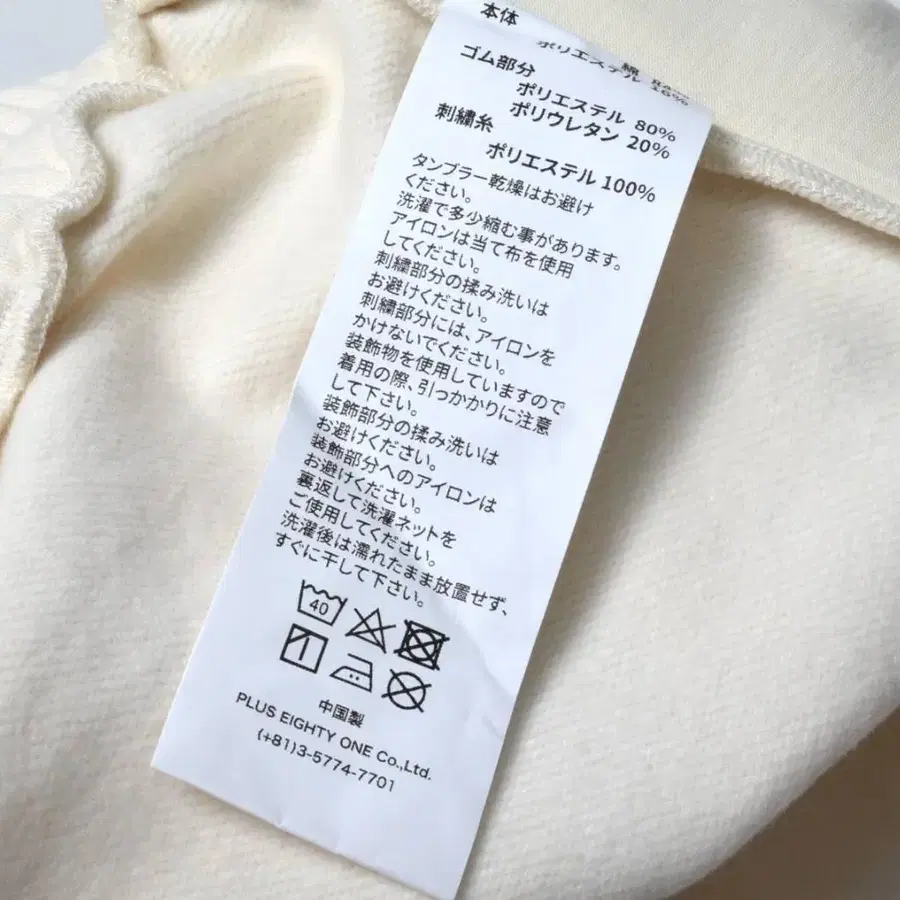 本体
綿
ポリエステル
ゴム部分
ポリエステル 80%
ポリウレタン 20%
刺繍糸
ポリエステル 100%
タンブラー乾燥はお避け
ください。
洗濯で多少縮む事があります。
アイロンは当て布を使用
してください。
刺繍部分の揉み洗いは
お避けください。
刺繍部分には、アイロンを
かけないでください。
装飾物を使用していますので
着用の際、引っかかりに注意
して下さい。
装飾部分の揉み洗いは
お避けください。
装飾部分へのアイロンは
お避けください。
裏返して洗濯ネットを
ご使用してください。
洗濯後は濡れたまま放置せず、
すぐに干して下さい。
40
中国製
PLUS EIGHTY ONE Co.,Ltd.
(+81)3-5774-7701